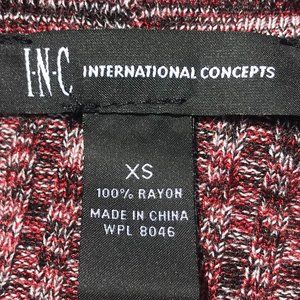 I·N·C INTERNATIONAL CONCEPTS
XS
100% RAYON
MADE IN CHINA
WPL 8046